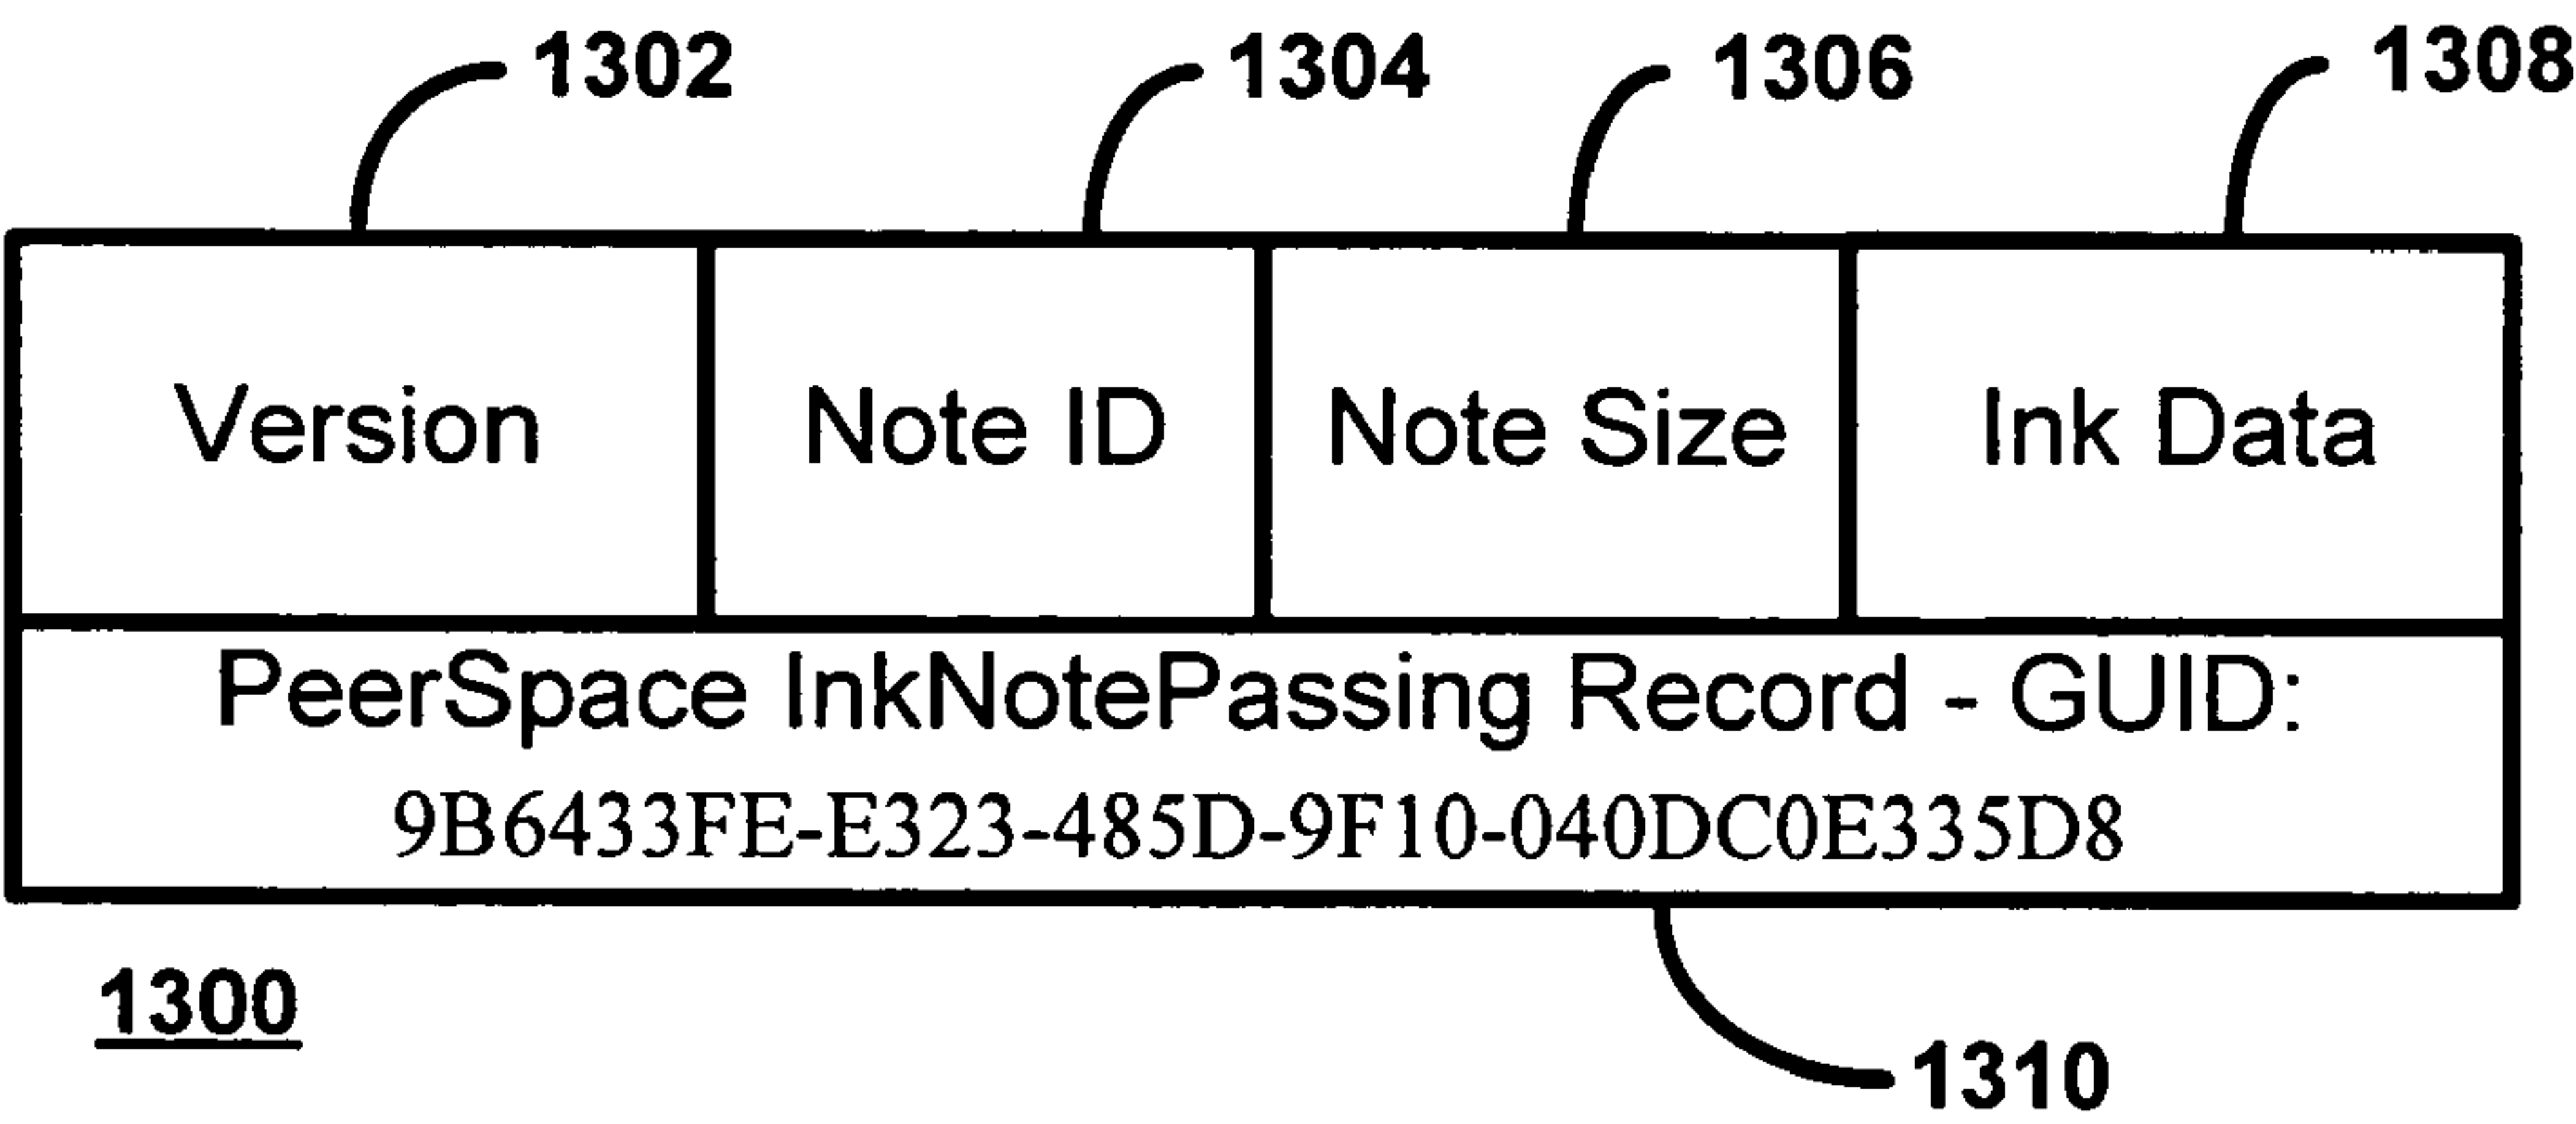 1302 1304 1306 1308
Version Note ID Note Size Ink Data
PeerSpace InkNotePassing Record - GUID:
9B6433FE-E323-485D-9F10-040DC0E335D8
1300
1310